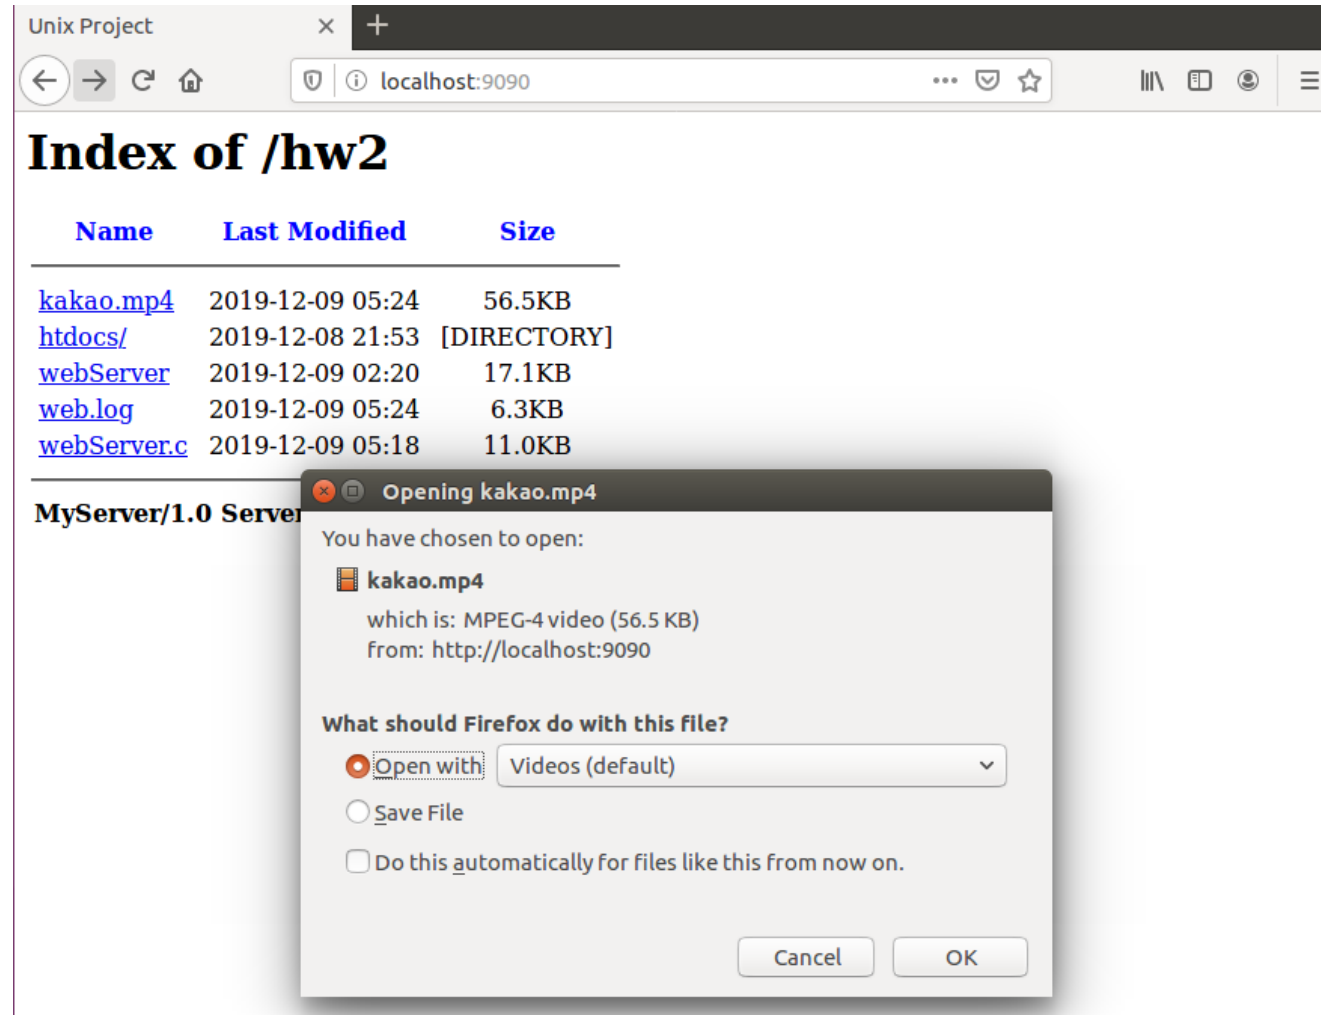 Unix Project
localhost:9090
Index of /hw2
Name Last Modified Size
kakao.mp4 2019-12-09 05:24 56.5KB
htdocs/ 2019-12-08 21:53 [DIRECTORY]
webServer 2019-12-09 02:20 17.1KB
web.log 2019-12-09 05:24 6.3KB
webServer.c 2019-12-09 05:18 11.0KB
MyServer/1.0 Server
Opening kakao.mp4
You have chosen to open:
kakao.mp4
which is: MPEG-4 video (56.5 KB)
from: http://localhost:9090
What should Firefox do with this file?
Open with Videos (default)
Save File
Do this automatically for files like this from now on.
Cancel OK